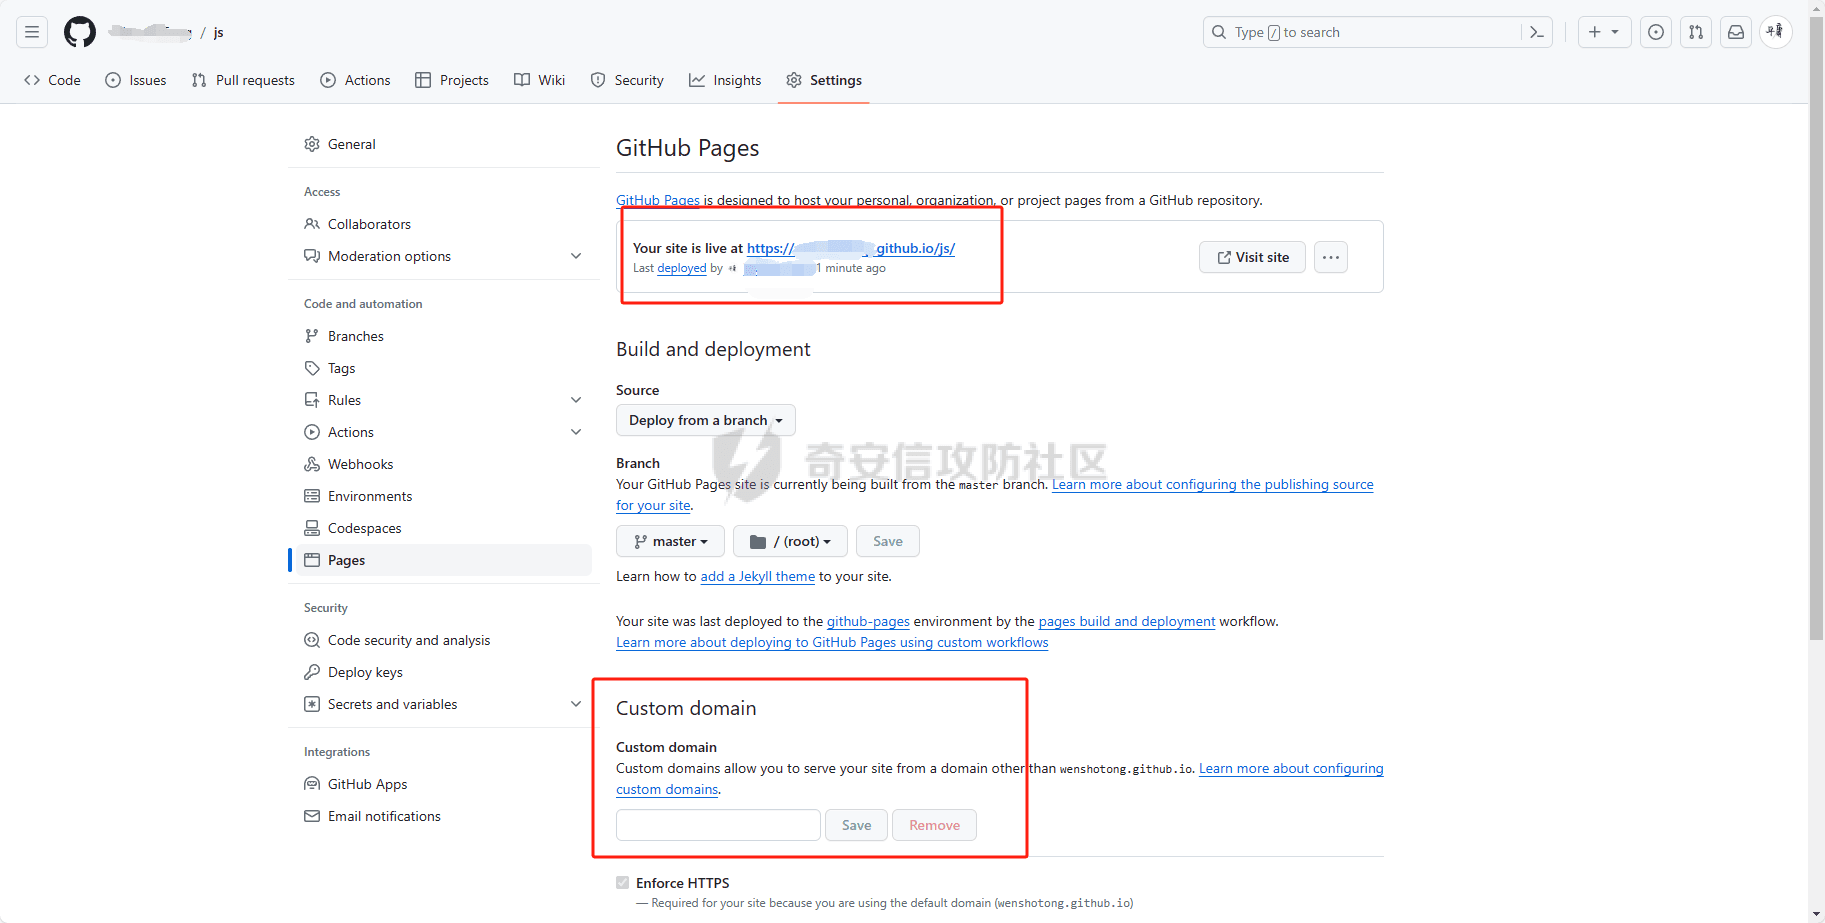 / js
Type / to search
Code
Issues
Pull requests
Actions
Projects
Wiki
Security
Insights
Settings
General
Access
Collaborators
Moderation options
Code and automation
Branches
Tags
Rules
Actions
Webhooks
Environments
Codespaces
Pages
Security
Code security and analysis
Deploy keys
Secrets and variables
Integrations
GitHub Apps
Email notifications
GitHub Pages
GitHub Pages is designed to host your personal, organization, or project pages from a GitHub repository.
Your site is live at https:// .github.io/js/
Last deployed by 1 minute ago
Visit site
Build and deployment
Source
Deploy from a branch
奇安信攻防社区
Branch
Your GitHub Pages site is currently being built from the master branch. Learn more about configuring the publishing source
for your site.
master
/ (root)
Save
Learn how to add a Jekyll theme to your site.
Your site was last deployed to the github-pages environment by the pages build and deployment workflow.
Learn more about deploying to GitHub Pages using custom workflows
Custom domain
Custom domain
Custom domains allow you to serve your site from a domain other than wenshotong.github.io. Learn more about configuring
custom domains.
Save
Remove
Enforce HTTPS
— Required for your site because you are using the default domain (wenshotong.github.io)